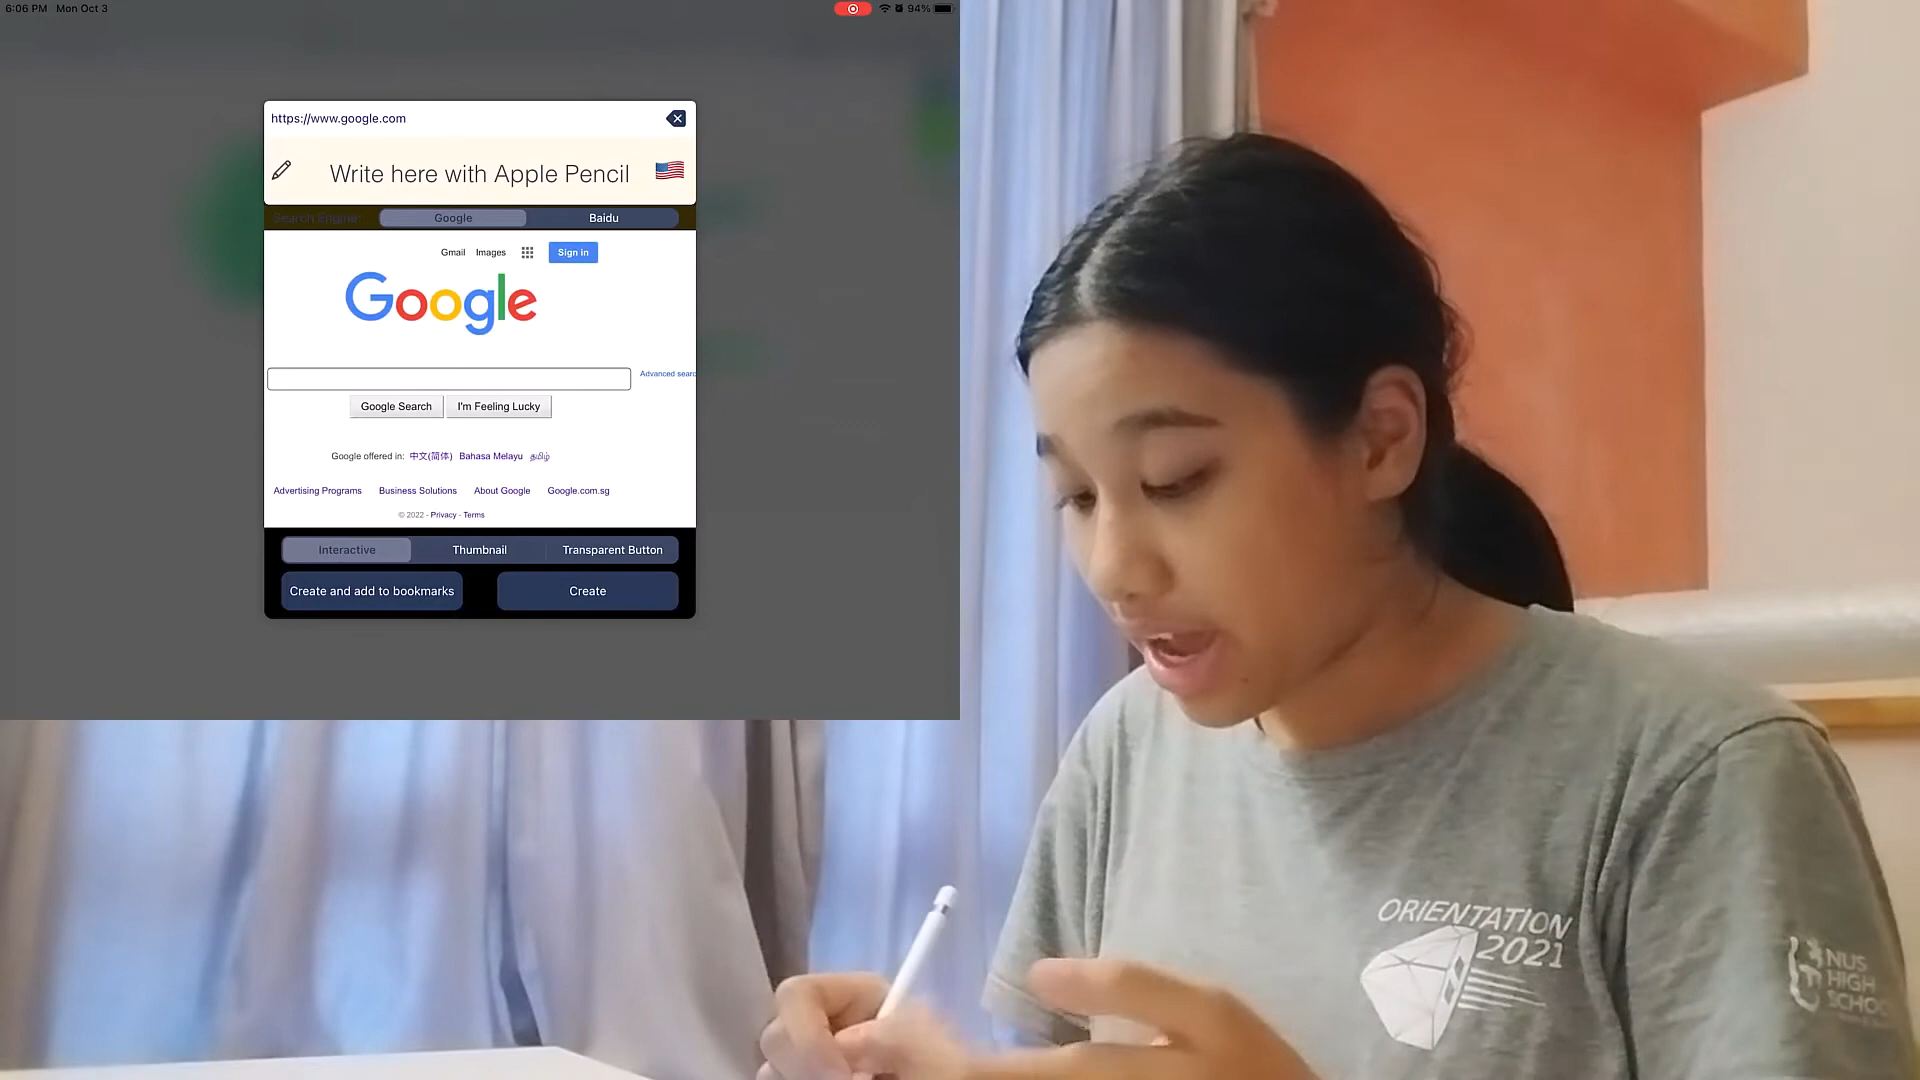 6:06 PM Mon Oct 3
94%
https://www.google.com
Write here with Apple Pencil
Search Engine
Google
Baidu
Gmail Images
Sign in
Google
Advanced searc
Google Search
I'm Feeling Lucky
Google offered in: 中文(简体) Bahasa Melayu தமிழ்
Advertising Programs Business Solutions About Google Google.com.sg
© 2022 - Privacy - Terms
Interactive
Thumbnail
Transparent Button
Create and add to bookmarks
Create
ORIENTATION
2021
NUS
HIGH
SCHOO